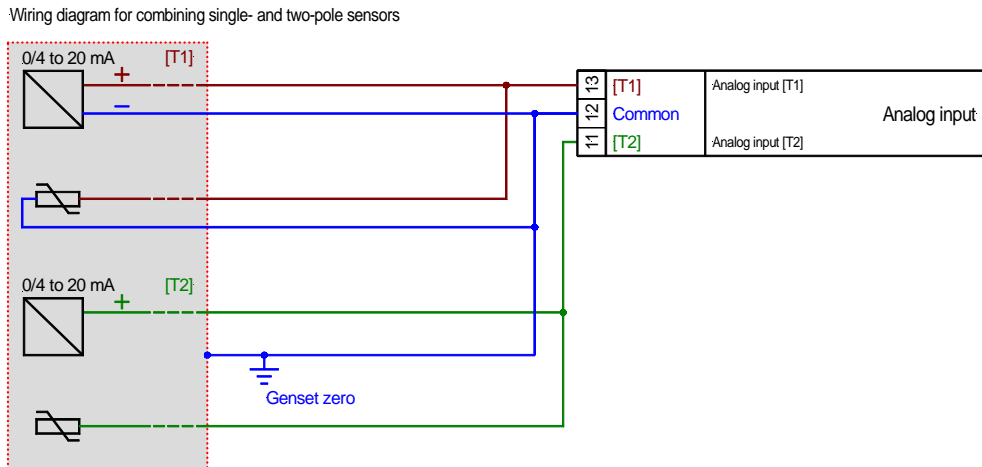 Wiring diagram for combining single- and two-pole sensors
0/4 to 20 mA [T1]
+
−
13 [T1] Analog input [T1]
12 Common Analog input
11 [T2] Analog input [T2]
0/4 to 20 mA [T2]
+
Genset zero